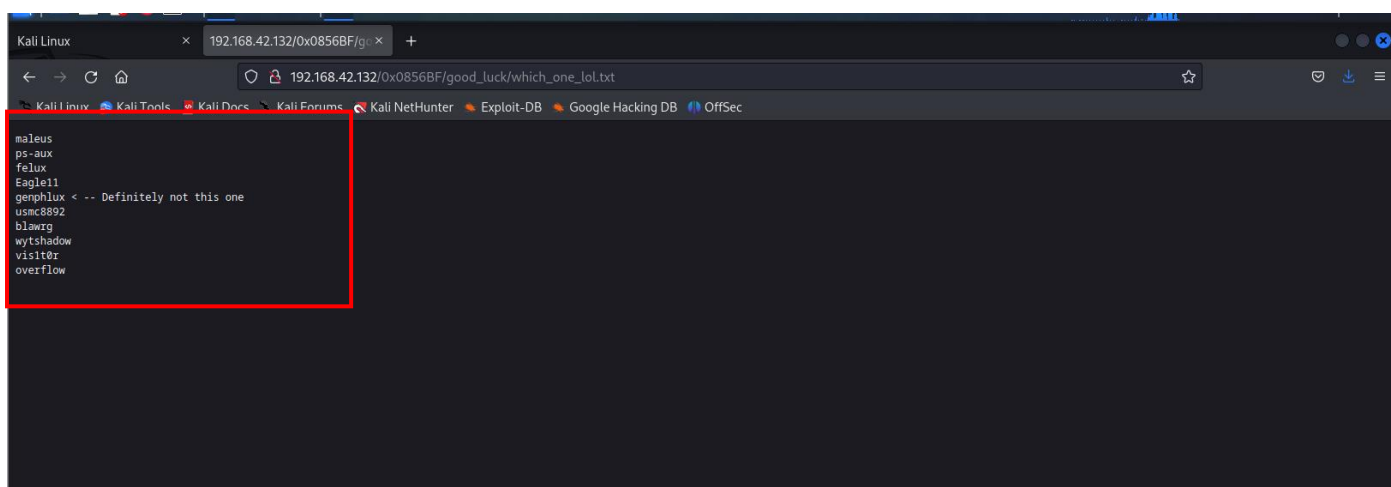 Kali Linux
192.168.42.132/0x0856BF/go
192.168.42.132/0x0856BF/good_luck/which_one_lol.txt
Kali Linux Kali Tools Kali Docs Kali Forums Kali NetHunter Exploit-DB Google Hacking DB OffSec
maleus
ps-aux
felux
Eagle11
genphlux < -- Definitely not this one
usmc8892
blawrg
wytshadow
vis1t0r
overflow